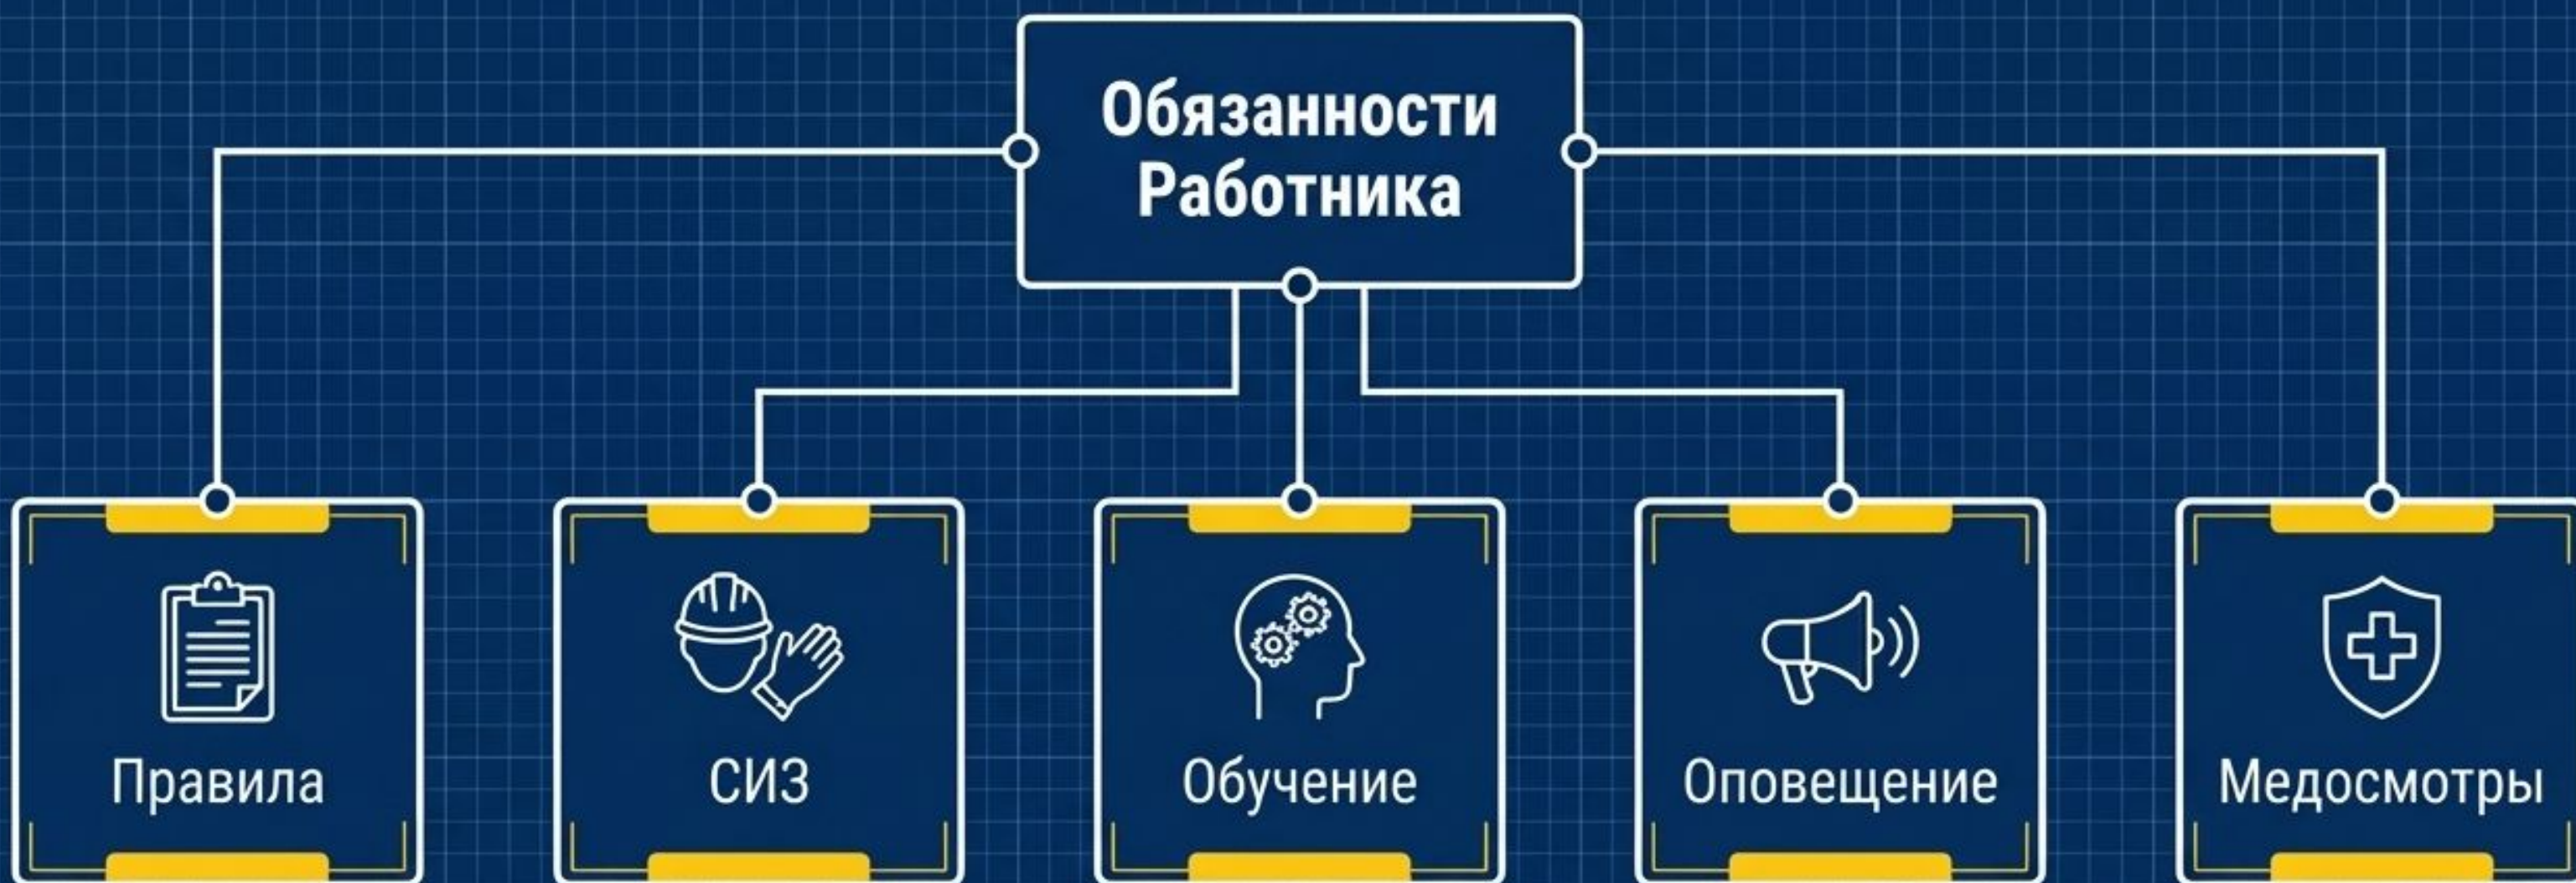 Обязанности
Работника
Правила
СИЗ
Обучение
Оповещение
Медосмотры